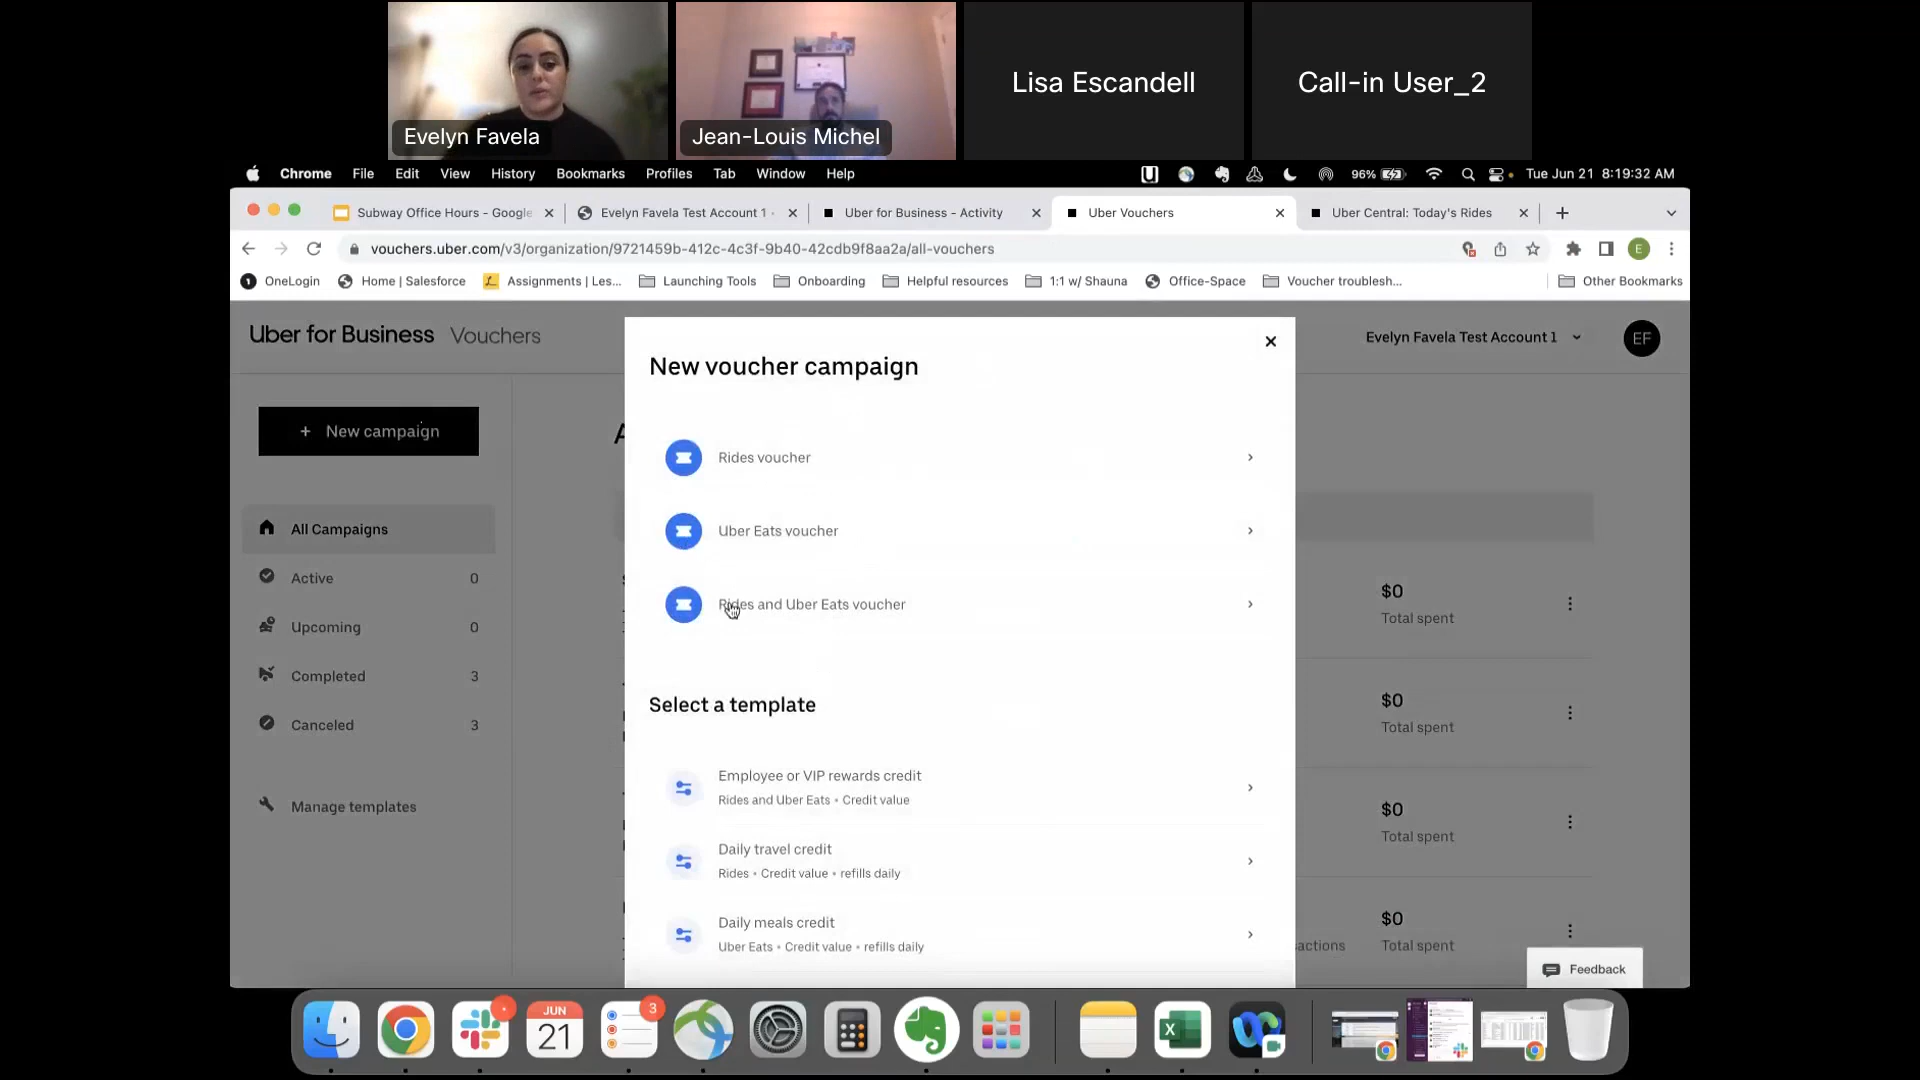 Evelyn Favela
Jean-Louis Michel
Lisa Escandell
Call-in User_2
Chrome File Edit View History Bookmarks Profiles Tab Window Help
96%
Tue Jun 21 8:19:32 AM
Subway Office Hours - Google
Evelyn Favela Test Account 1 -
Uber for Business - Activity
Uber Vouchers
Uber Central: Today's Rides
vouchers.uber.com/v3/organization/9721459b-412c-4c3f-9b40-42cdb9f8aa2a/all-vouchers
E
OneLogin
Home | Salesforce
Assignments | Les...
Launching Tools
Onboarding
Helpful resources
1:1 w/ Shauna
Office-Space
Voucher troublesh...
Other Bookmarks
Uber for Business Vouchers
Evelyn Favela Test Account 1
EF
+ New campaign
All Campaigns
Active 0
Upcoming 0
Completed 3
Canceled 3
Manage templates
New voucher campaign
Rides voucher
Uber Eats voucher
Rides and Uber Eats voucher
Select a template
Employee or VIP rewards credit
Rides and Uber Eats • Credit value
Daily travel credit
Rides • Credit value • refills daily
Daily meals credit
Uber Eats • Credit value • refills daily
$0
Total spent
$0
Total spent
$0
Total spent
$0
actions Total spent
Feedback
JUN
21
3